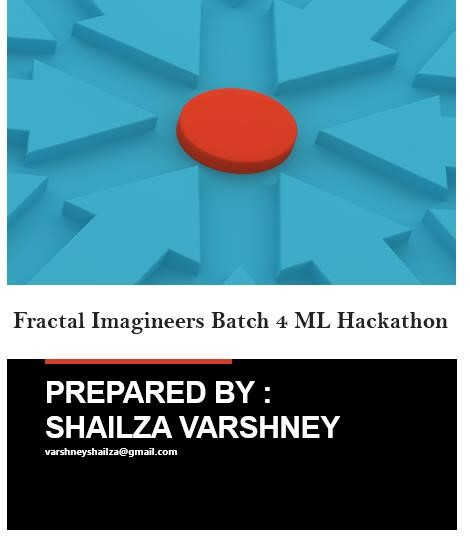 Fractal Imagineers Batch 4 ML Hackathon
PREPARED BY :
SHAILZA VARSHNEY
varshneyshailza@gmail.com